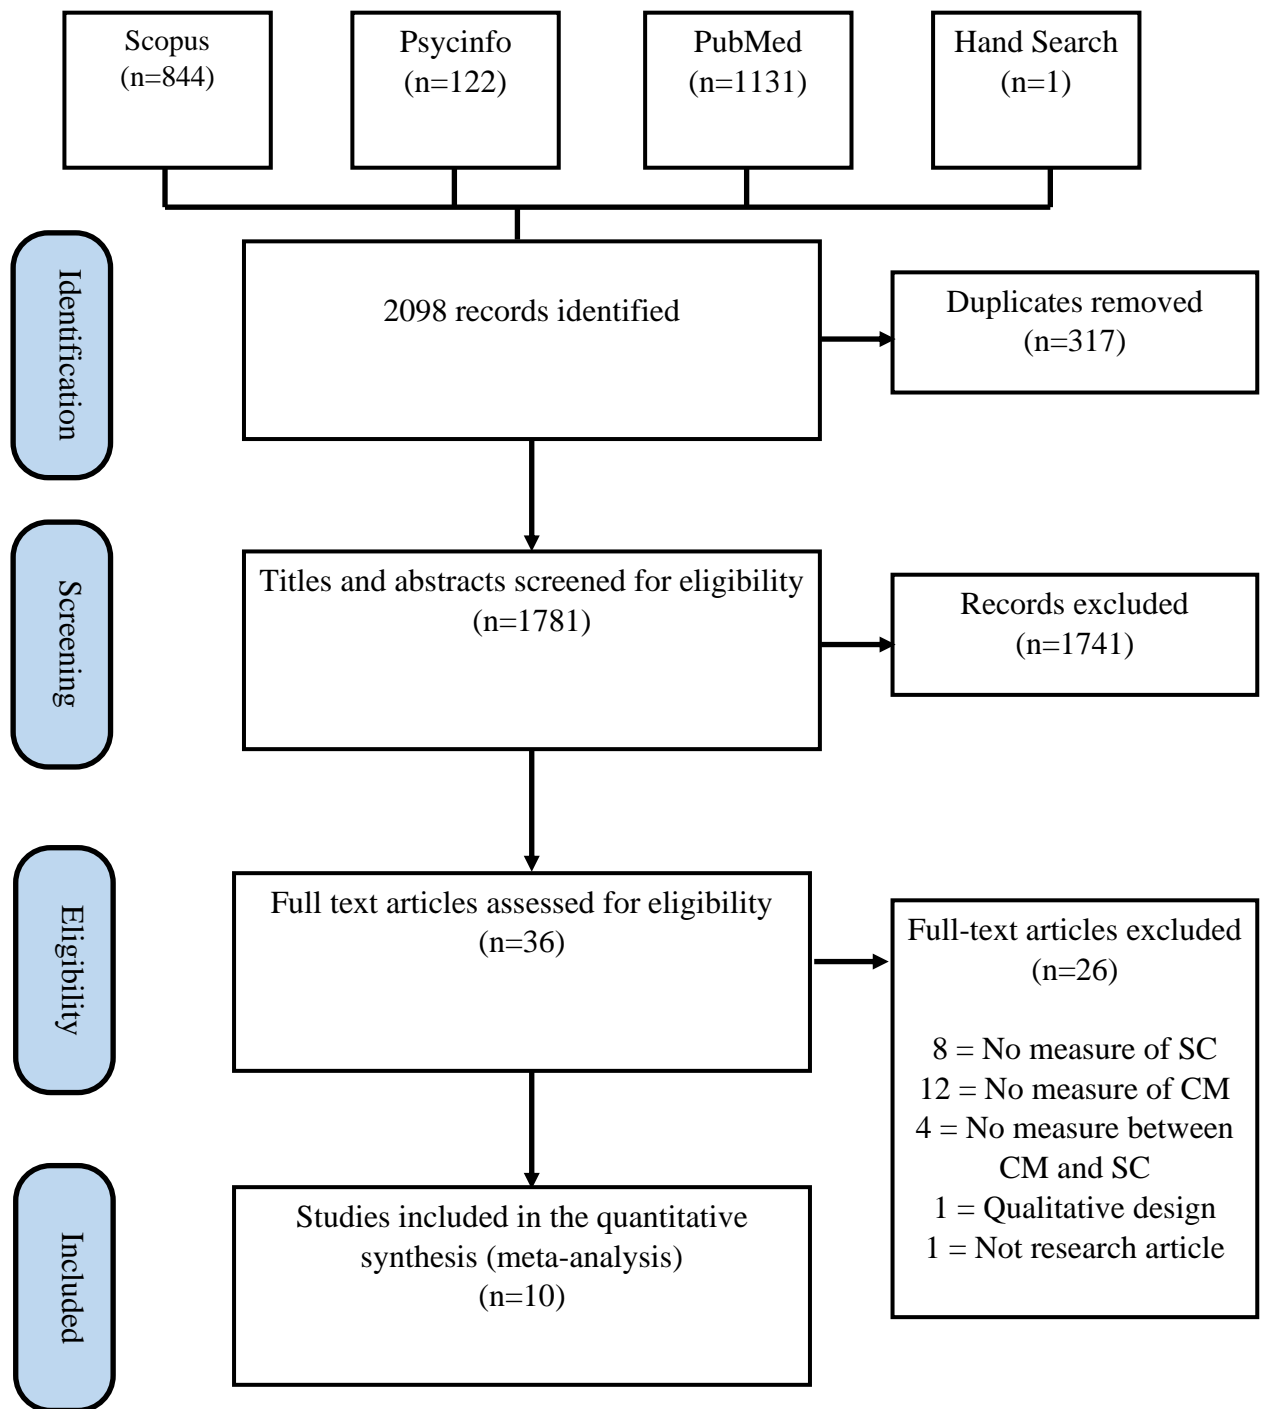 Scopus
(n=844)
Psycinfo
(n=122)
PubMed
(n=1131)
Hand Search
(n=1)
Identification
2098 records identified
Duplicates removed
(n=317)
Screening
Titles and abstracts screened for eligibility
(n=1781)
Records excluded
(n=1741)
Eligibility
Full text articles assessed for eligibility
(n=36)
Full-text articles excluded
(n=26)
8 = No measure of SC
12 = No measure of CM
4 = No measure between
CM and SC
1 = Qualitative design
1 = Not research article
Included
Studies included in the quantitative
synthesis (meta-analysis)
(n=10)